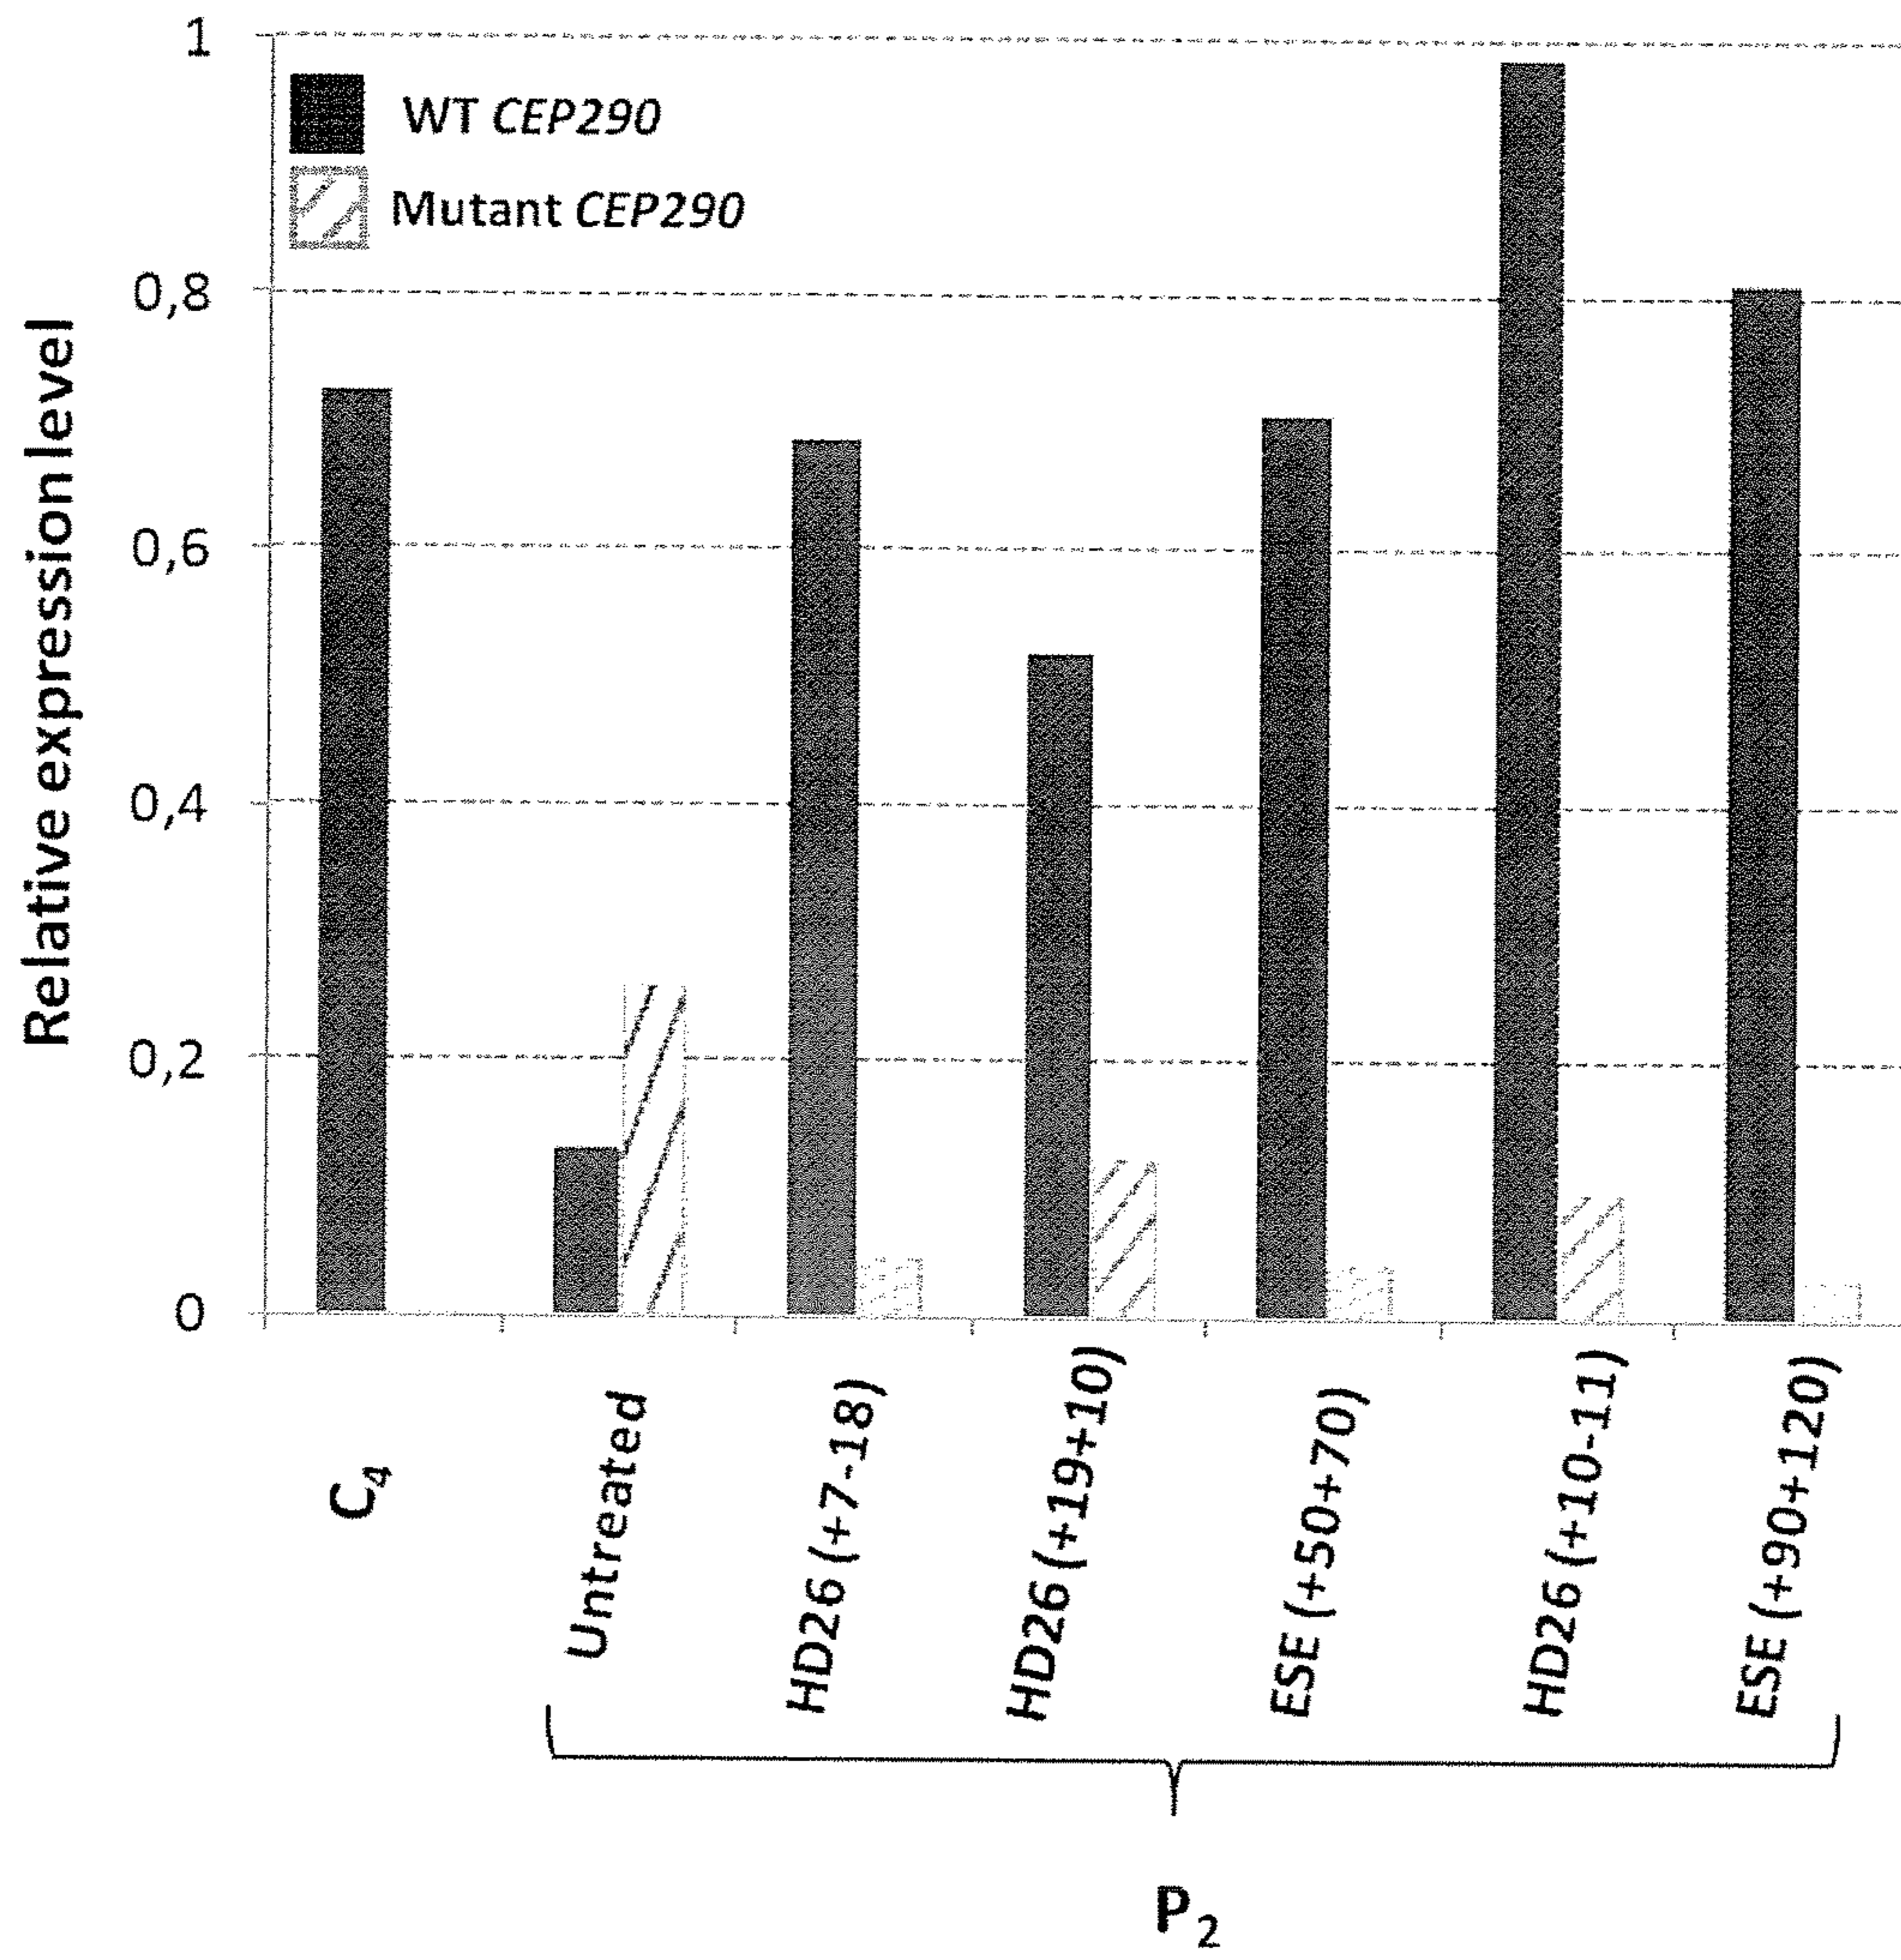 1
WT CEP290
Mutant CEP290
0,8
0,6
0,4
0,2
0
Relative expression level
C4
Untreated
HD26 (+7-18)
HD26 (+19+10)
ESE (+50+70)
HD26 (+10-11)
ESE (+90+120)
P2